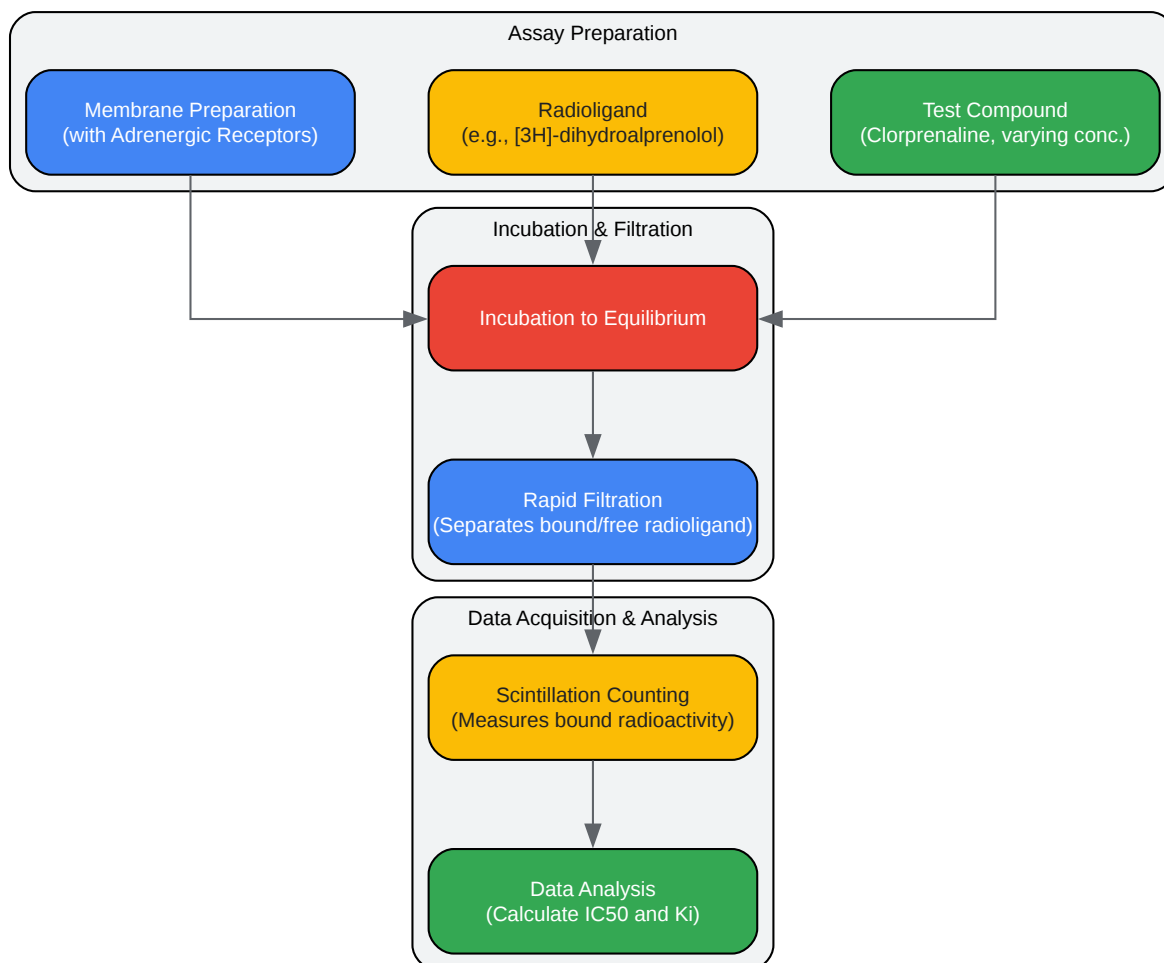 Assay Preparation
Membrane Preparation
(with Adrenergic Receptors)
Radioligand
(e.g., [3H]-dihydroalprenolol)
Test Compound
(Clorprenaline, varying conc.)
Incubation & Filtration
Incubation to Equilibrium
Rapid Filtration
(Separates bound/free radioligand)
Data Acquisition & Analysis
Scintillation Counting
(Measures bound radioactivity)
Data Analysis
(Calculate IC50 and Ki)